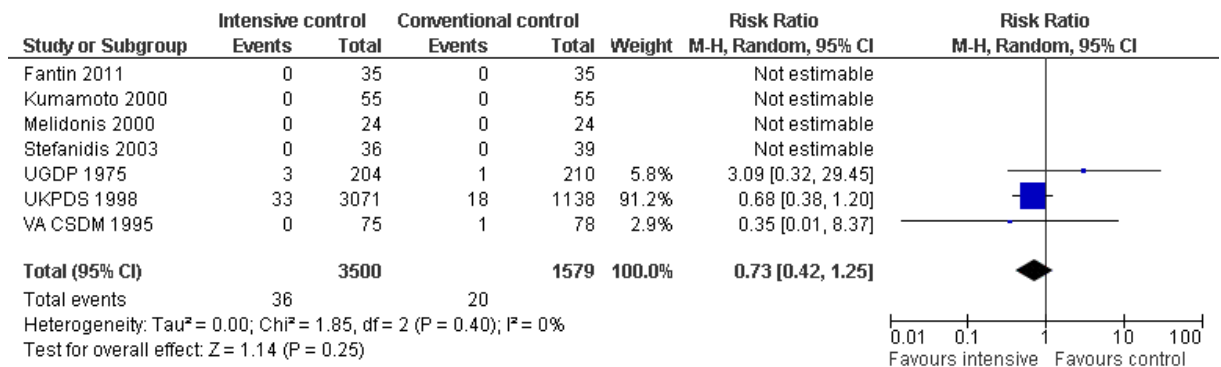 Intensive control Conventional control Risk Ratio Risk Ratio
Study or Subgroup Events Total Events Total Weight M-H, Random, 95% CI M-H, Random, 95% CI
Fantin 2011 0 35 0 35 Not estimable
Kumamoto 2000 0 55 0 55 Not estimable
Melidonis 2000 0 24 0 24 Not estimable
Stefanidis 2003 0 36 0 39 Not estimable
UGDP 1975 3 204 1 210 5.8% 3.09 [0.32, 29.45]
UKPDS 1998 33 3071 18 1138 91.2% 0.68 [0.38, 1.20]
VA CSDM 1995 0 75 1 78 2.9% 0.35 [0.01, 8.37]
Total (95% CI) 3500 1579 100.0% 0.73 [0.42, 1.25]
Total events 36 20
Heterogeneity: Tau² = 0.00; Chi² = 1.85, df = 2 (P = 0.40); I² = 0%
Test for overall effect: Z = 1.14 (P = 0.25)
0.01 0.1 1 10 100
Favours intensive Favours control